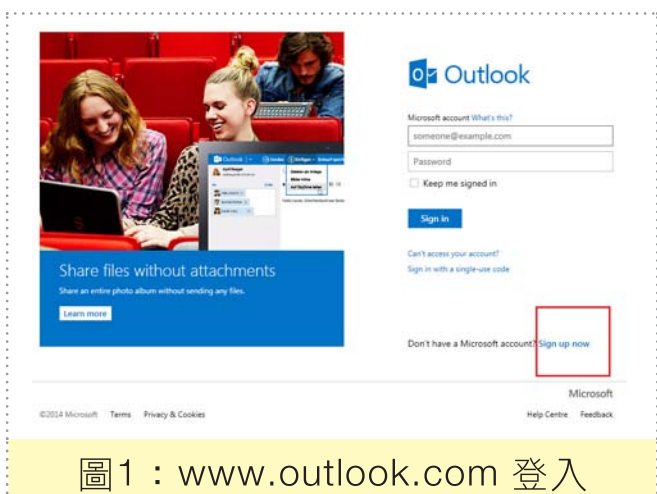 Outlook
Microsoft account What's this?
someone@example.com
Password
Keep me signed in
Sign in
Can't access your account?
Sign in with a single-use code
Share files without attachments
Share an entire photo album without sending any files.
Learn more
Don't have a Microsoft account? Sign up now
Microsoft
©2014 Microsoft Terms Privacy & Cookies
Help Centre Feedback
圖1：www.outlook.com 登入